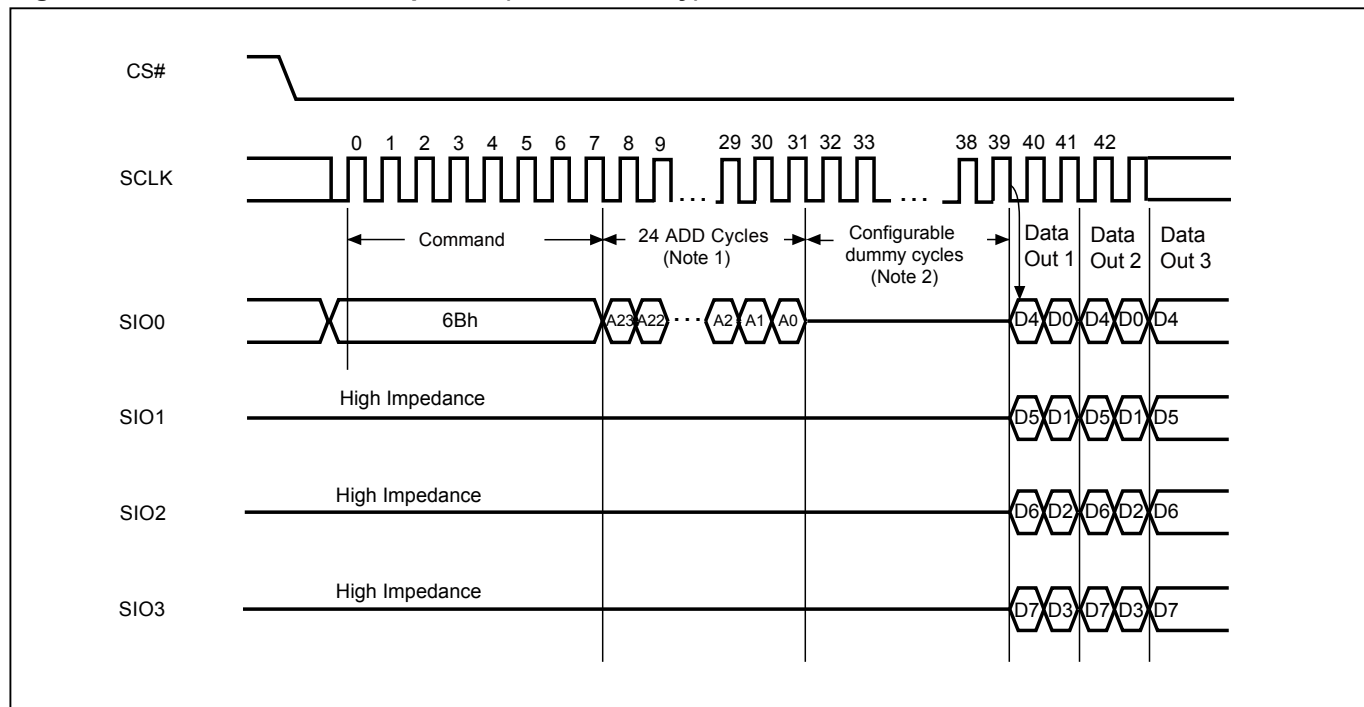 CS#
0 1 2 3 4 5 6 7 8 9 29 30 31 32 33 38 39 40 41 42
SCLK
. . . . . .
Command
24 ADD Cycles
(Note 1)
Configurable
dummy cycles
(Note 2)
Data
Out 1
Data
Out 2
Data
Out 3
SIO0 6Bh A23 A22 . . . A2 A1 A0 D4 D0 D4 D0 D4
High Impedance
SIO1 D5 D1 D5 D1 D5
High Impedance
SIO2 D6 D2 D6 D2 D6
High Impedance
SIO3 D7 D3 D7 D3 D7